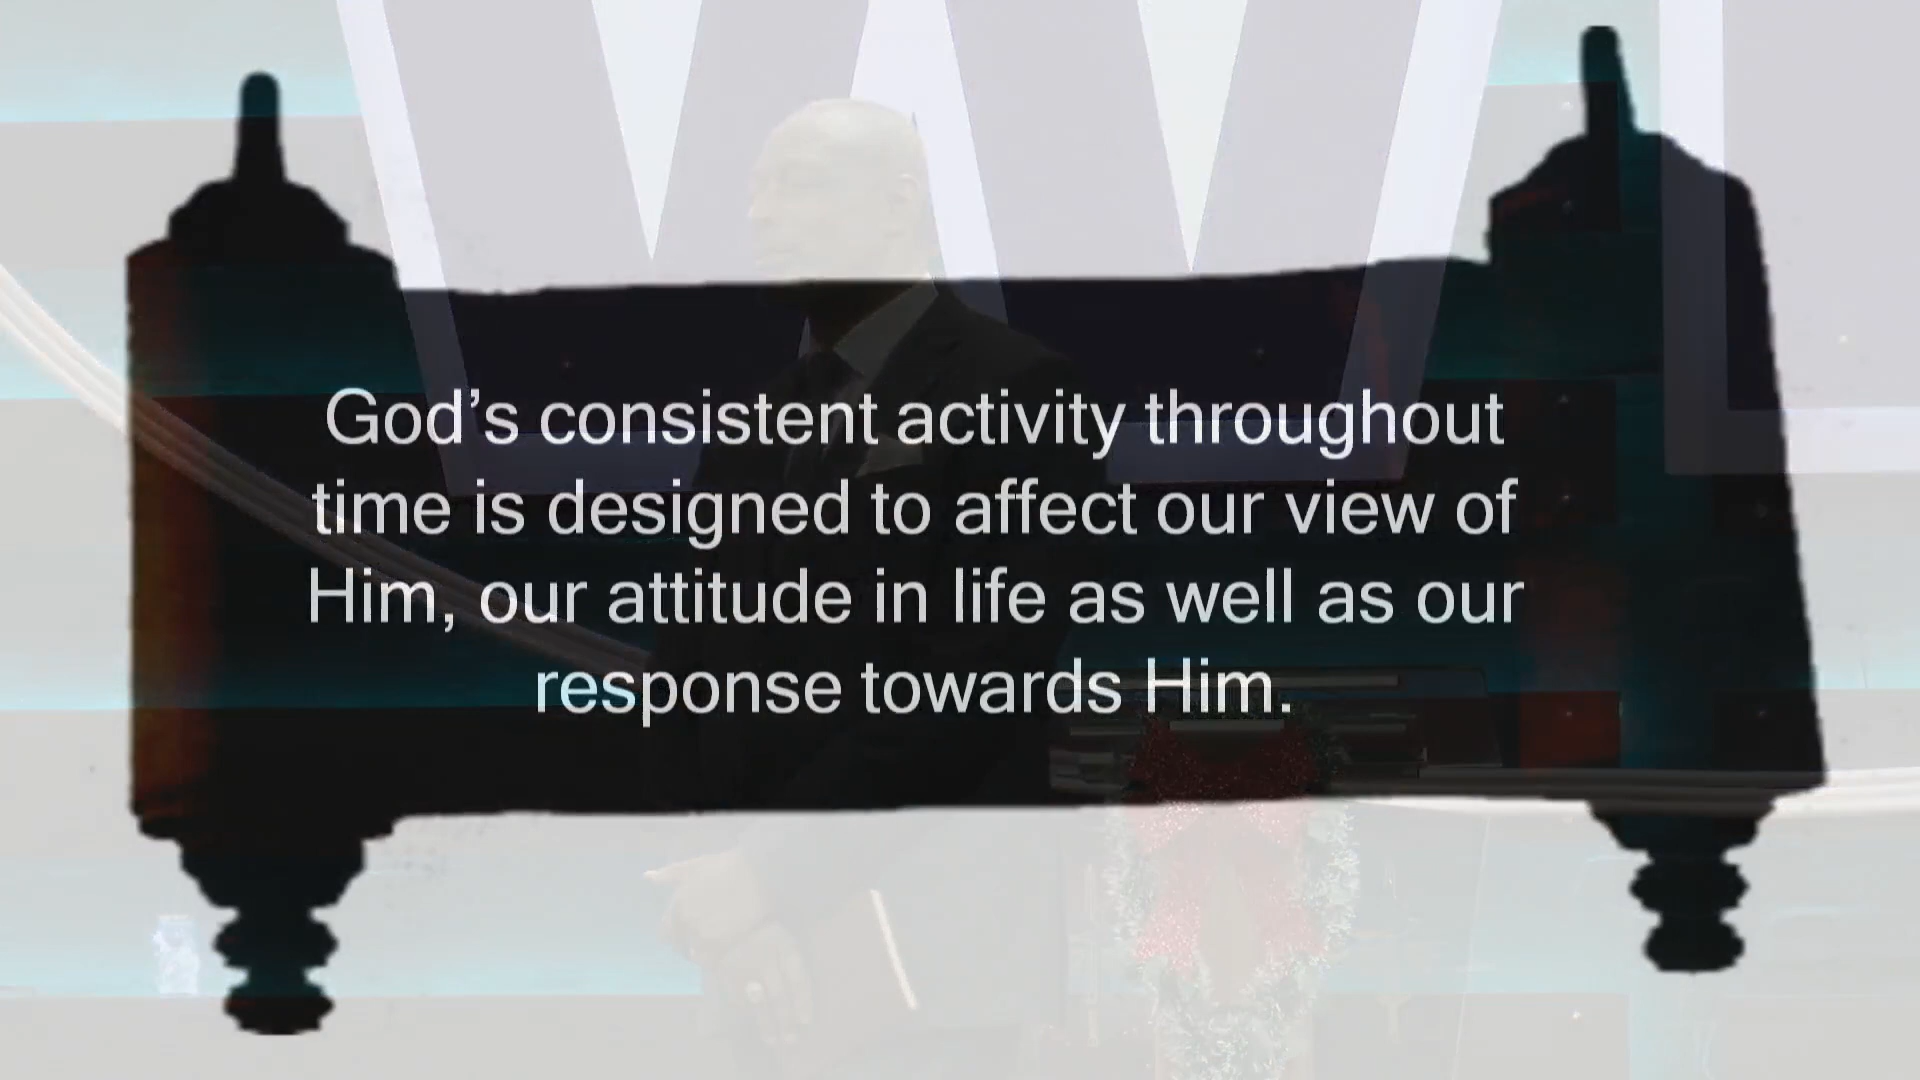 God’s consistent activity throughout
time is designed to affect our view of
Him, our attitude in life as well as our
response towards Him.